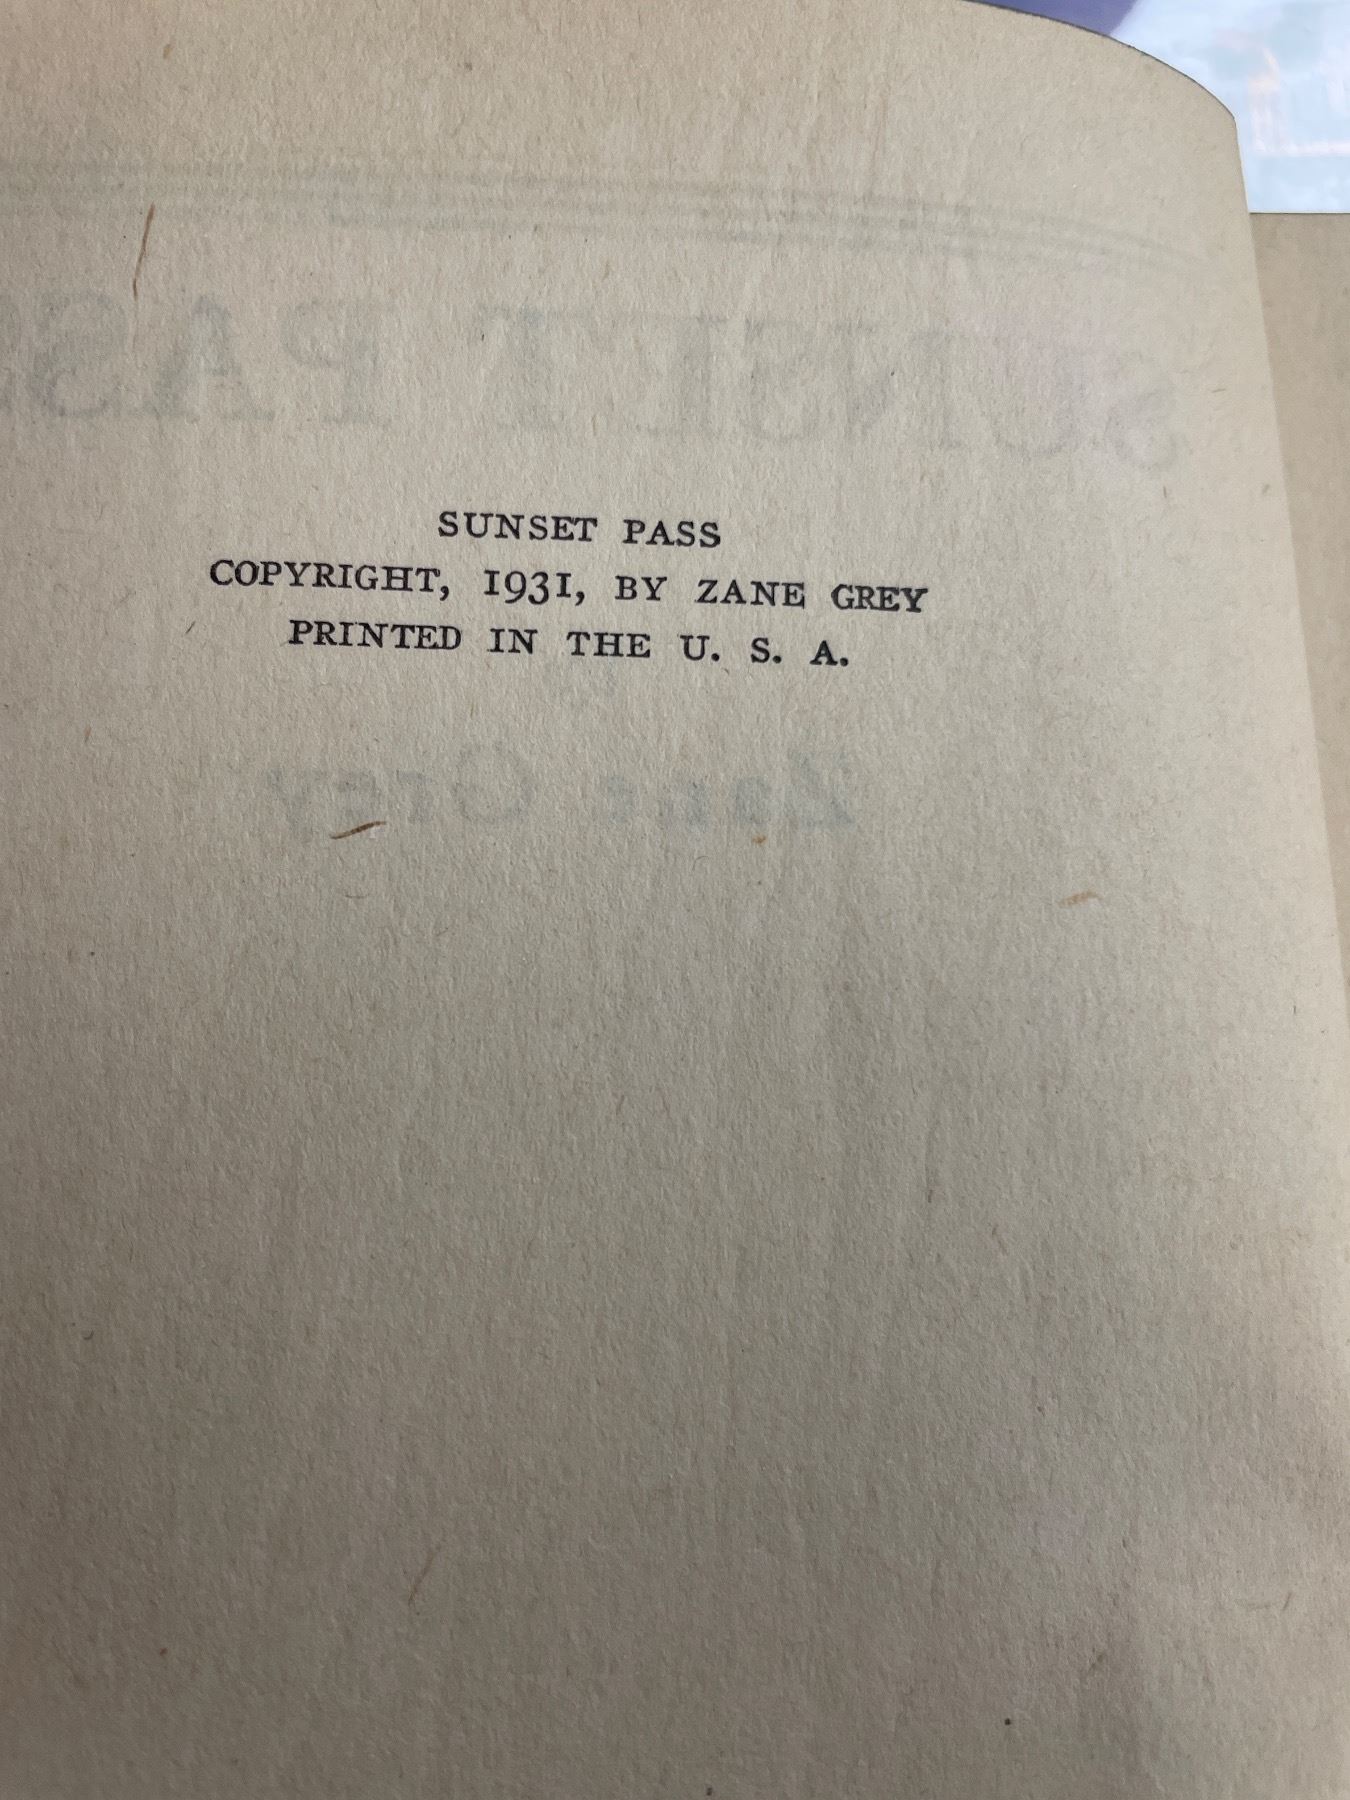 SUNSET PASS
COPYRIGHT, 1931, BY ZANE GREY
PRINTED IN THE U. S. A.